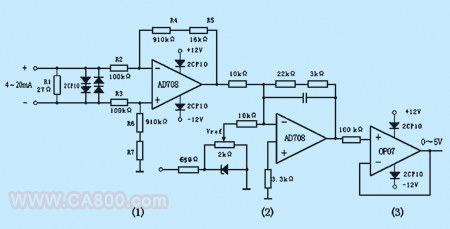 R4 R5
910kΩ 16kΩ
+12V
2CP10
+ R2
100kΩ
R1
27Ω
4～20mA
2CP10
AD708
- R3
100kΩ
2CP10
-12V
R6 910kΩ
R7
10kΩ
22kΩ 3kΩ
10kΩ
Vref
2kΩ
AD708
3.3kΩ
100kΩ
+12V
2CP10
OP07
0～5V
2CP10
-12V
WWW.CA800.com
(1) (2) (3)